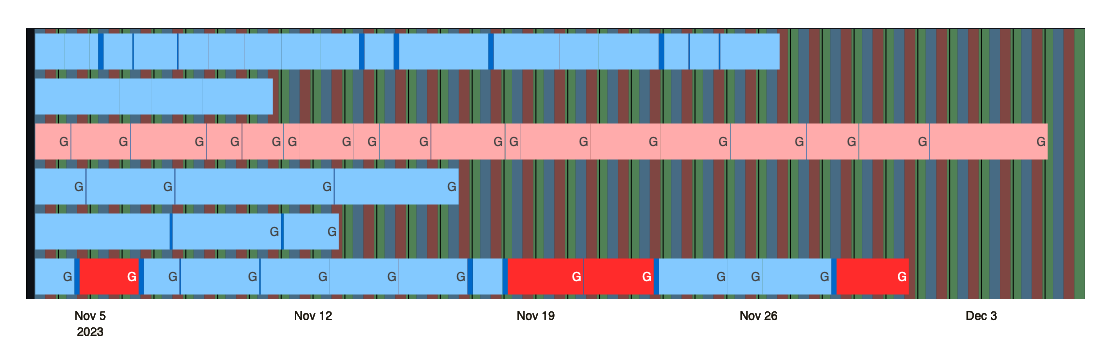 G G G G G G G G G G G G G G G G G G
G G G G
G G
G G G G G G G G G G G G G
Nov 5 Nov 12 Nov 19 Nov 26 Dec 3
2023